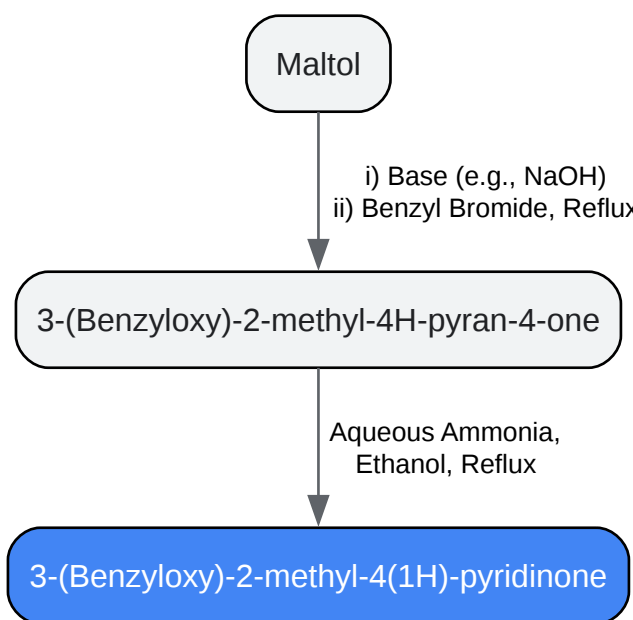 Maltol
i) Base (e.g., NaOH)
ii) Benzyl Bromide, Reflux
3-(Benzyloxy)-2-methyl-4H-pyran-4-one
Aqueous Ammonia,
Ethanol, Reflux
3-(Benzyloxy)-2-methyl-4(1H)-pyridinone